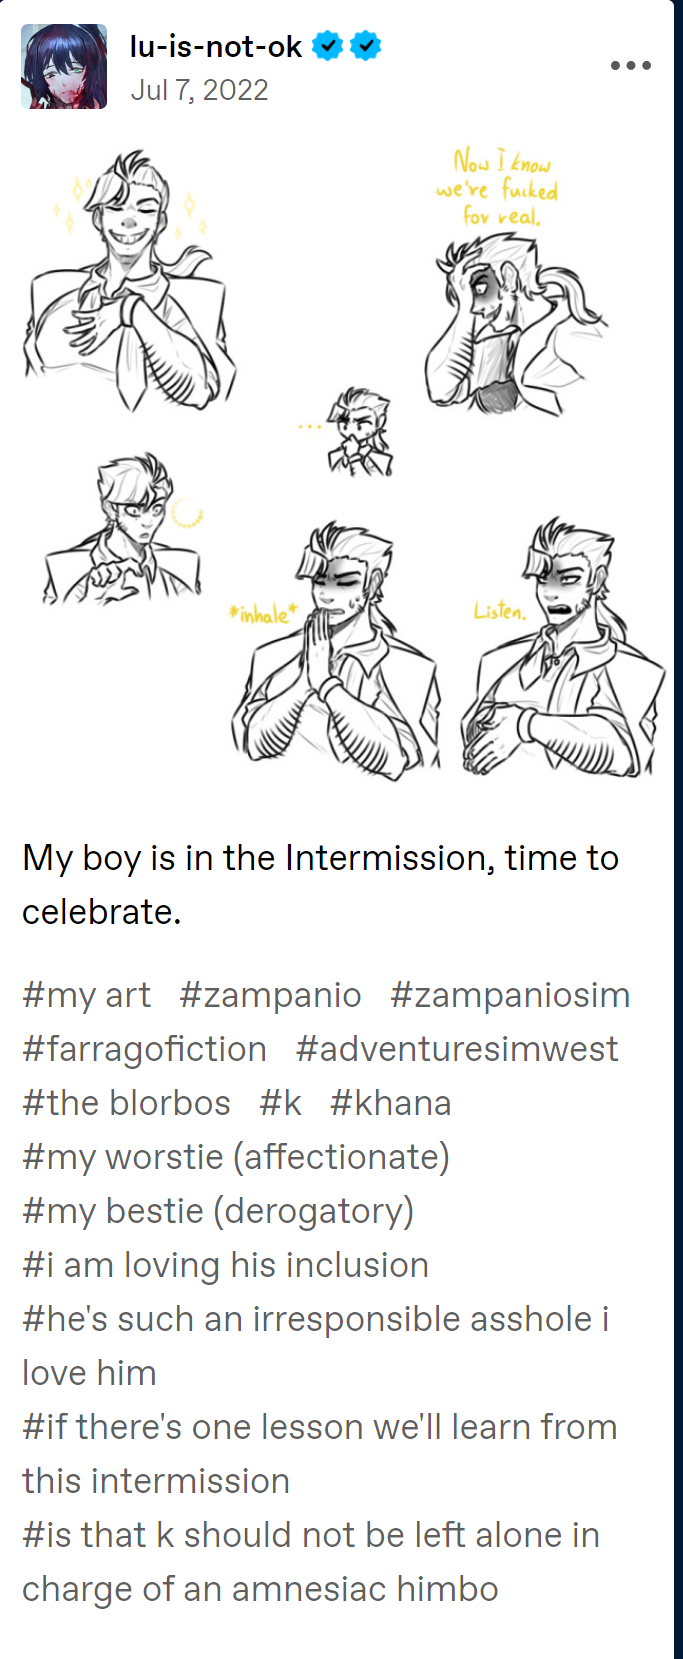 lu-is-not-ok
Jul 7, 2022
Now I know
we're fucked
for real.
...
*inhale*
Listen.
My boy is in the Intermission, time to
celebrate.
#my art #zampanio #zampaniosim
#farragofiction #adventuresimwest
#the blorbos #k #khana
#my worstie (affectionate)
#my bestie (derogatory)
#i am loving his inclusion
#he's such an irresponsible asshole i
love him
#if there's one lesson we'll learn from
this intermission
#is that k should not be left alone in
charge of an amnesiac himbo